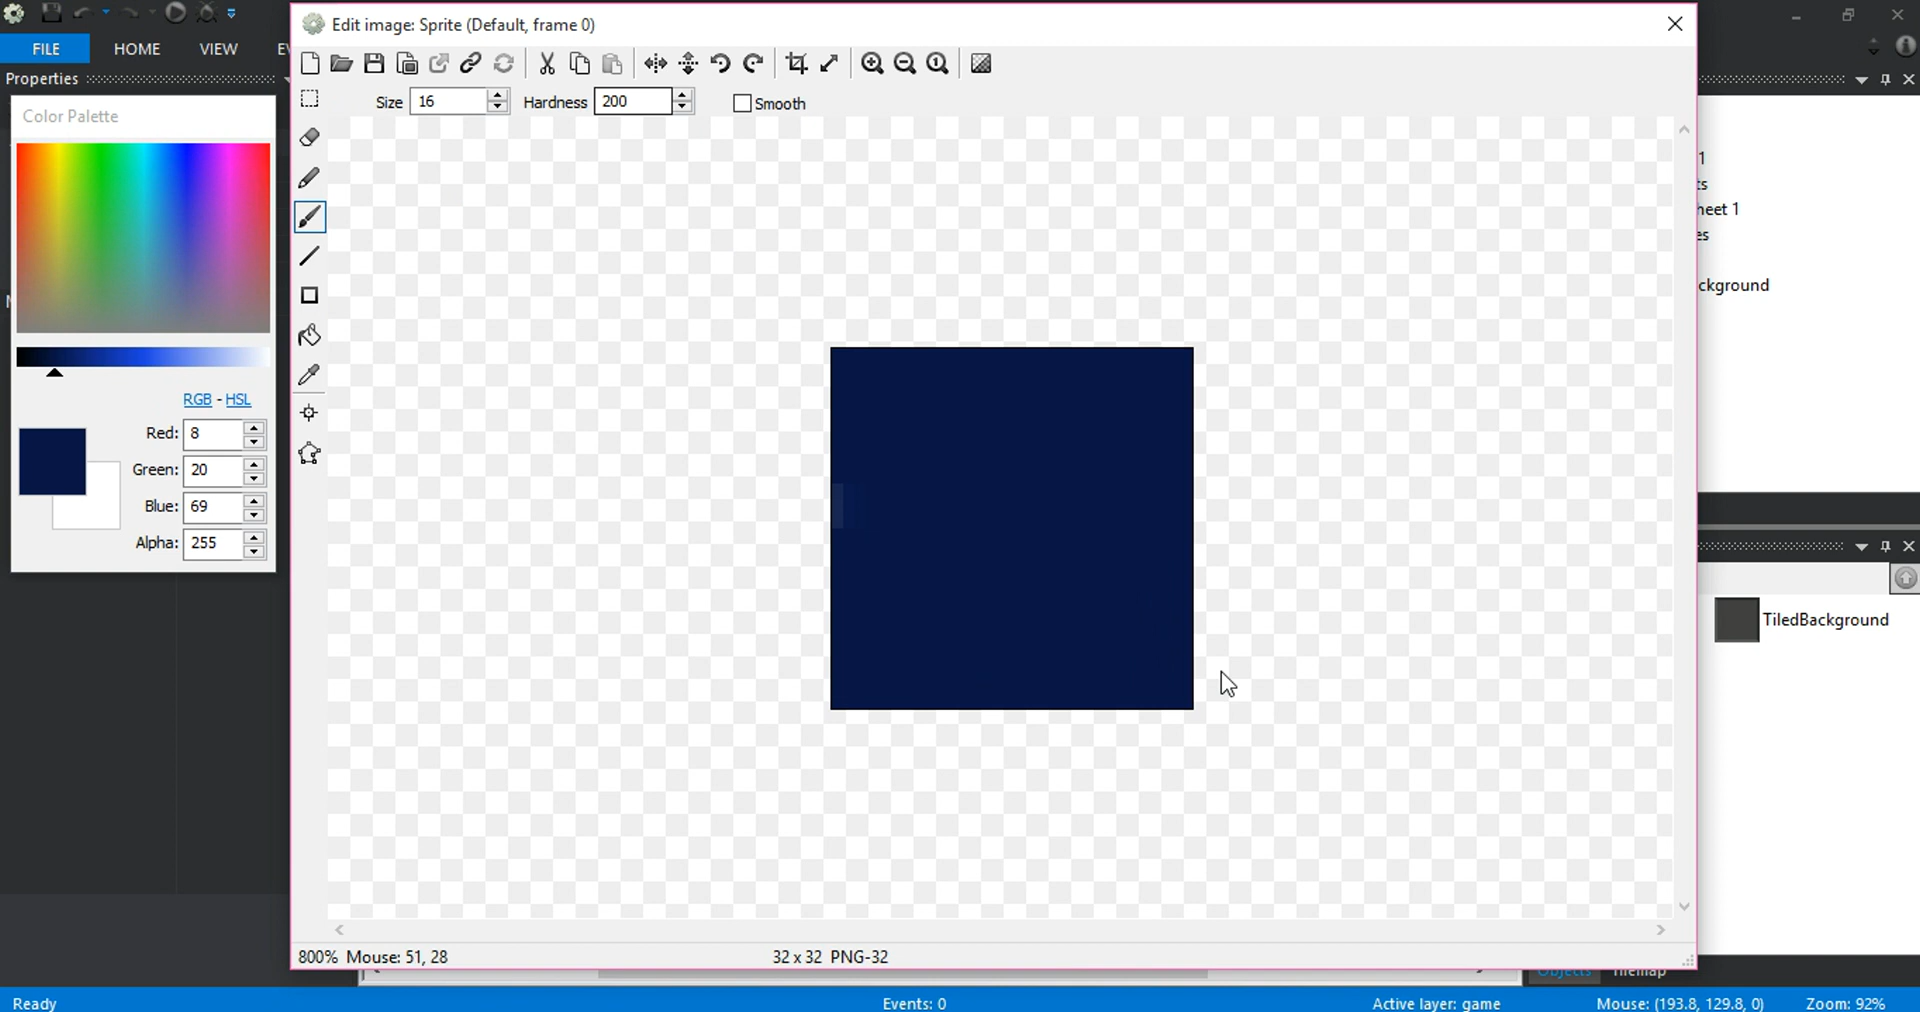 Edit image: Sprite (Default, frame 0)
FILE HOME VIEW
Properties
Size 16 Hardness 200 Smooth
Color Palette
RGB - HSL
Red: 8
Green: 20
Blue: 69
Alpha: 255
1
ts
heet 1
es
ckground
TiledBackground
800% Mouse: 51, 28 32 x 32 PNG-32
Objects Tilemap
Ready Events: 0 Active layer: game Mouse: (193.8, 129.8, 0) Zoom: 92%